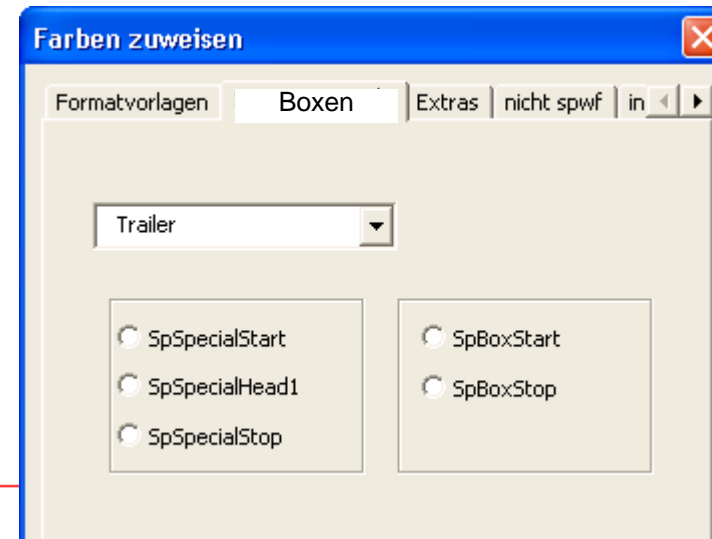 Farben zuweisen
Formatvorlagen Boxen Extras nicht spwf in
Trailer
SpSpecialStart
SpSpecialHead1
SpSpecialStop
SpBoxStart
SpBoxStop